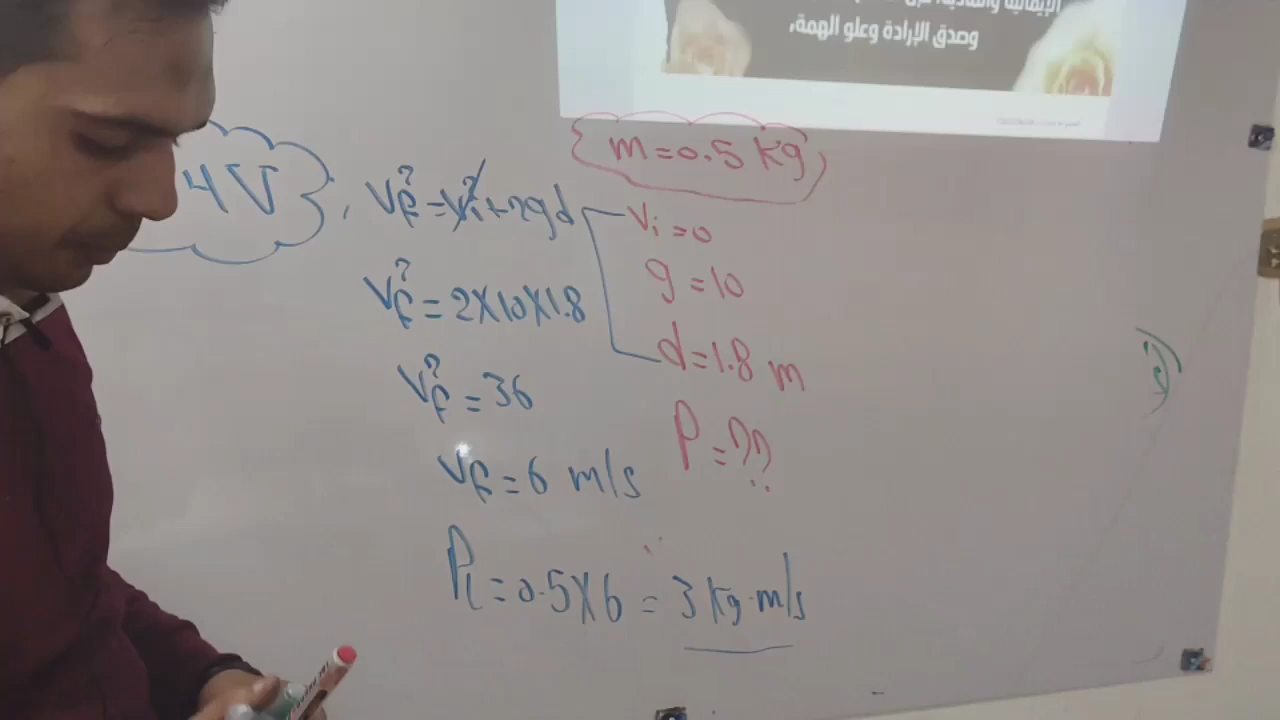 وصدق الإرادة وعلو الهمة،
m=0.5 kg
4V
Vf²=Vi²+2gd
Vi=0
g=10
Vf²=2×10×1.8
d=1.8 m
Vf²=36
P=??
Vf=6 m/s
Pi=0.5×6=3 kg.m/s